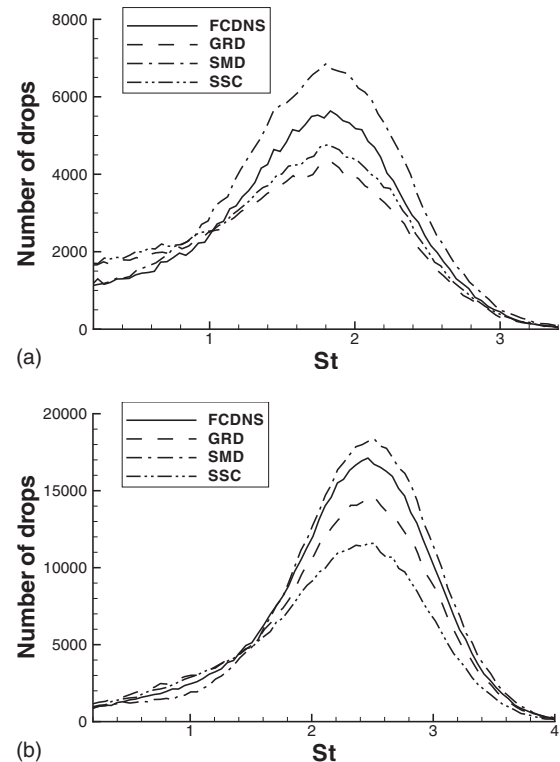 FCDNS
GRD
SMD
SSC
8000
6000
4000
2000
0
Number of drops
1
2
3
St
(a)
FCDNS
GRD
SMD
SSC
20000
15000
10000
5000
0
Number of drops
1
2
3
4
St
(b)